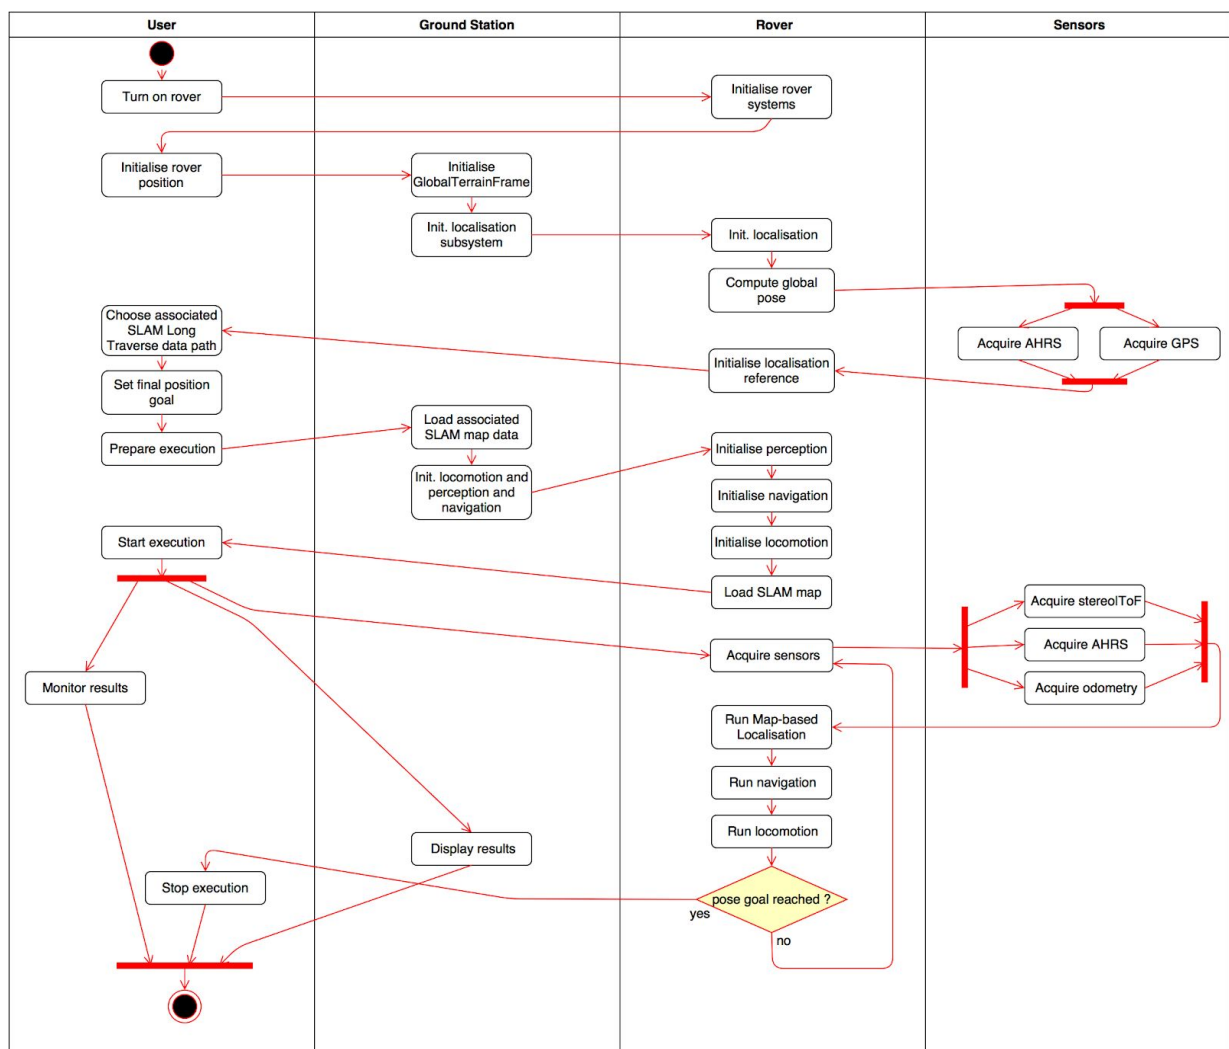 User
Ground Station
Rover
Sensors
Turn on rover
Initialise rover
systems
Initialise rover
position
Initialise
GlobalTerrainFrame
Init. localisation
subsystem
Init. localisation
Compute global
pose
Choose associated
SLAM Long
Traverse data path
Acquire AHRS
Acquire GPS
Initialise localisation
reference
Set final position
goal
Load associated
SLAM map data
Prepare execution
Initialise perception
Init. locomotion and
perception and
navigation
Initialise navigation
Start execution
Initialise locomotion
Load SLAM map
Acquire stereo|ToF
Acquire AHRS
Acquire sensors
Monitor results
Acquire odometry
Run Map-based
Localisation
Run navigation
Run locomotion
Display results
Stop execution
pose goal reached ?
yes
no